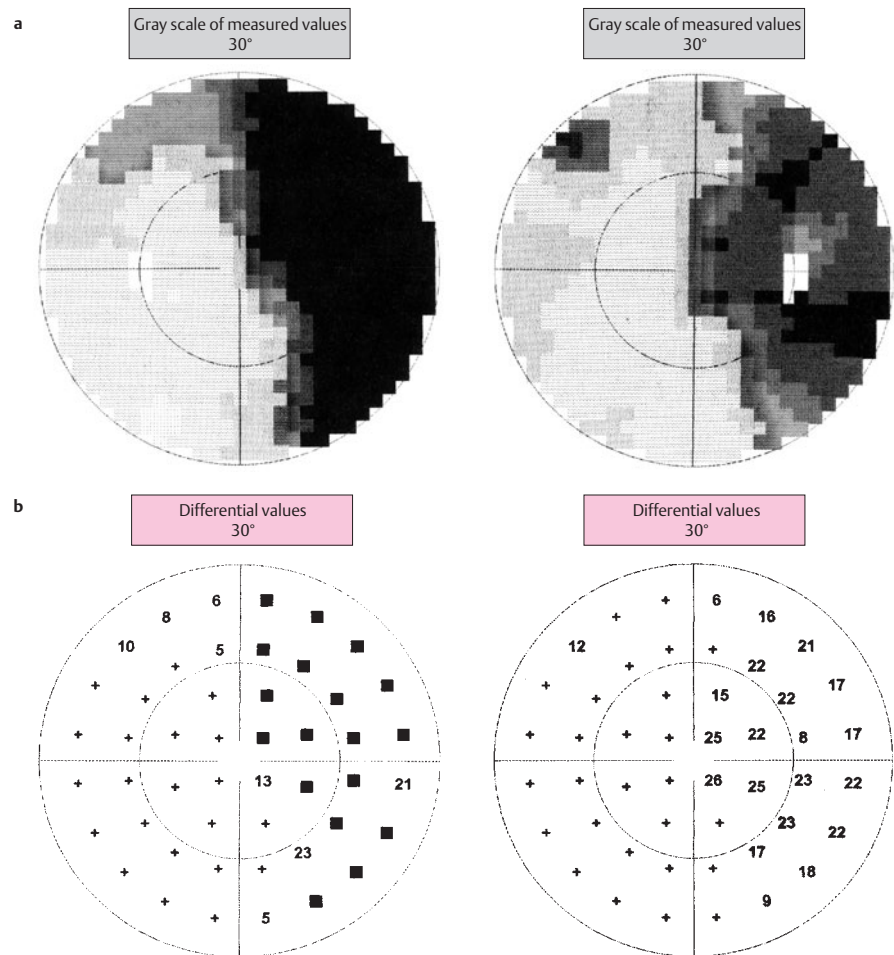 a
Gray scale of measured values
30°
Gray scale of measured values
30°
b
Differential values
30°
6
8
10 5
13 21
23
5
Differential values
30°
6
16
12 21
22
17
15 22
25 22 8 17
26 25 23 22
23
22
17
18
9